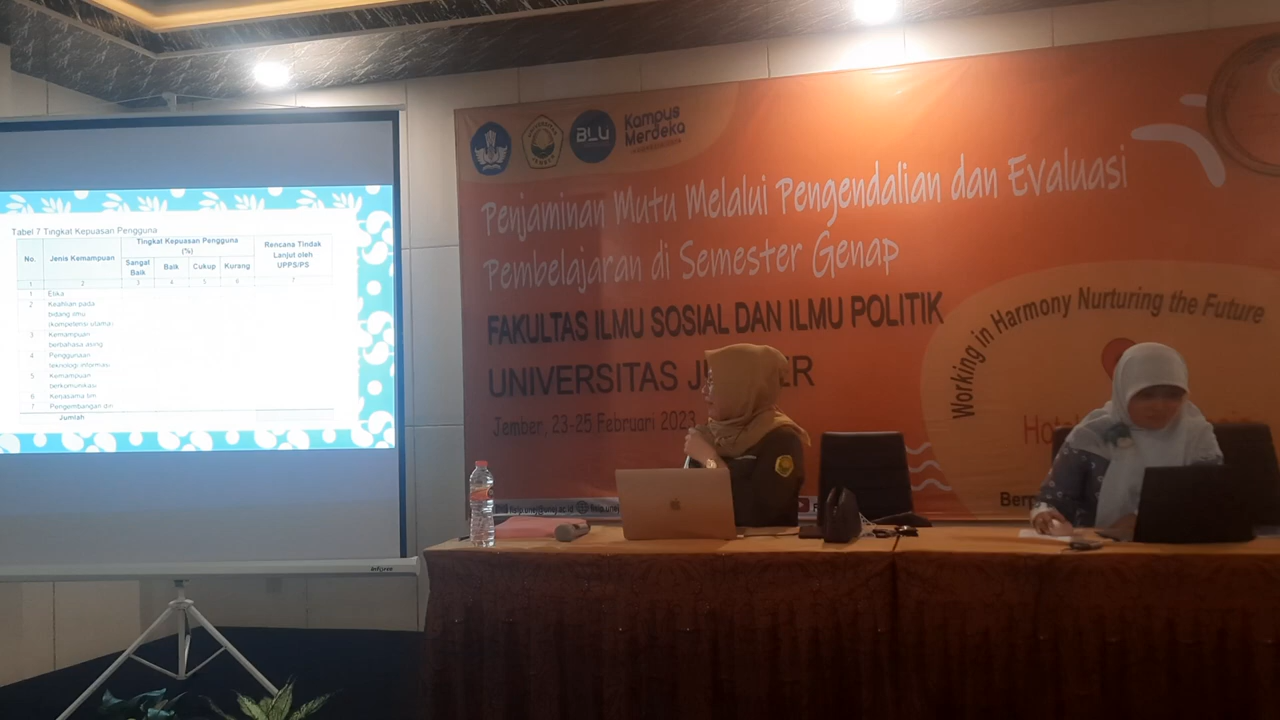 Tabel 7 Tingkat Kepuasan Pengguna
No.
Jenis Kemampuan
Tingkat Kepuasan Pengguna
(%)
Sangat
Baik
Baik
Cukup
Kurang
Rencana Tindak
Lanjut oleh
UPPS/PS
1 2 3 4 5 6 7
1 Etika
2 Keahlian pada
bidang ilmu
(kompetensi utama)
3 Kemampuan
berbahasa asing
4 Penggunaan
teknologi informasi
5 Kemampuan
berkomunikasi
6 Kerjasama tim
7 Pengembangan diri
Jumlah
BLU
Kampus
Merdeka
Penjaminan Mutu Melalui Pengendalian dan Evaluasi
Pembelajaran di Semester Genap
FAKULTAS ILMU SOSIAL DAN ILMU POLITIK
UNIVERSITAS
Jember, 23-25 Februari 2023
Working in Harmony Nurturing the Future